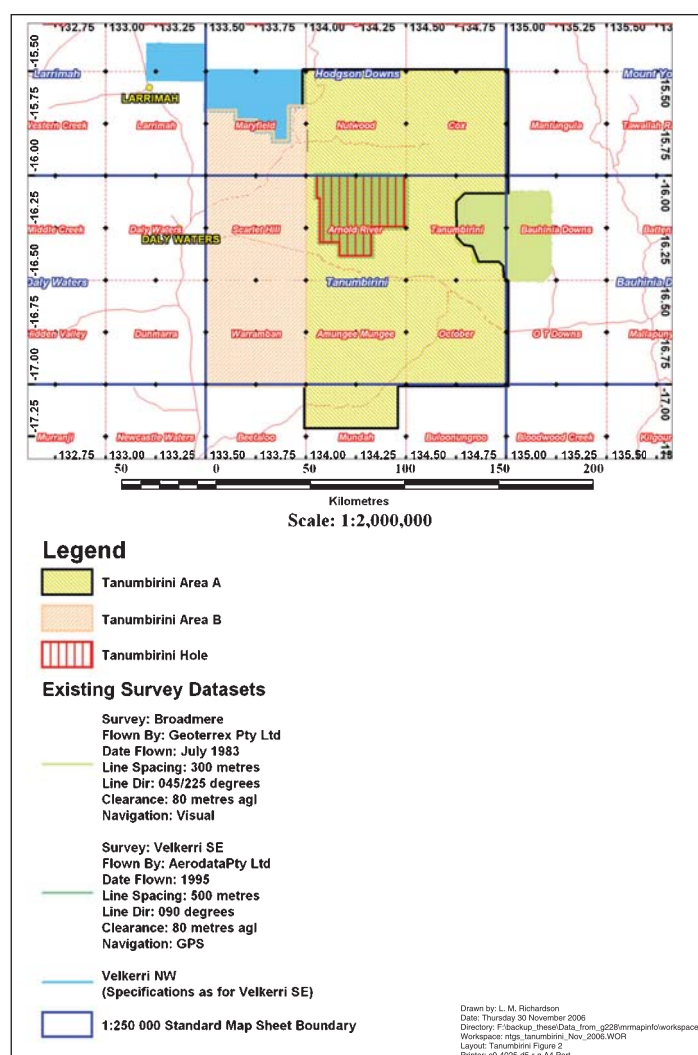 132.75 133.00 133.25 133.50 133.75 134.00 134.25 134.50 134.75 135.00 135.25 135.50 13
-15.50
-15.75
-16.00
-16.25
-16.50
-16.75
-17.00
-17.25
Larrimah Hodgson Downs Mount Yo
LARRIMAH
Western Creek Larrimah Maryfield Nutwood Cox Mantungula Tawallah R
Middle Creek Daly Waters Scarlet Hill Arnold River Tanumbirini Bauhinia Downs Batten
DALY WATERS
Daly Waters Tanumbirini Bauhinia D
Hidden Valley Dunmarra Warramban Amungee Mungee October O T Downs Mallapuny
Murranji Newcastle Waters Beetaloo Mundah Buloonungroo Bloodwood Creek Kilgour
-15.50
-15.75
-16.00
-16.25
-16.50
-16.75
-17.00
132.75 133.00 133.25 133.50 133.75 134.00 134.25 134.50 134.75 135.00 135.25 135.50
50 0 50 100 150 200
Kilometres
Scale: 1:2,000,000
Legend
Tanumbirini Area A
Tanumbirini Area B
Tanumbirini Hole
Existing Survey Datasets
Survey: Broadmere
Flown By: Geoterrex Pty Ltd
Date Flown: July 1983
Line Spacing: 300 metres
Line Dir: 045/225 degrees
Clearance: 80 metres agl
Navigation: Visual
Survey: Velkerri SE
Flown By: AerodataPty Ltd
Date Flown: 1995
Line Spacing: 500 metres
Line Dir: 090 degrees
Clearance: 80 metres agl
Navigation: GPS
Velkerri NW
(Specifications as for Velkerri SE)
1:250 000 Standard Map Sheet Boundary
Drawn by: L. M. Richardson
Date: Thursday 30 November 2006
Directory: F:\backup_these\Data_from_g228\mrmapinfo\workspace
Workspace: ntgs_tanumbirini_Nov_2006.WOR
Layout: Tanumbirini Figure 2